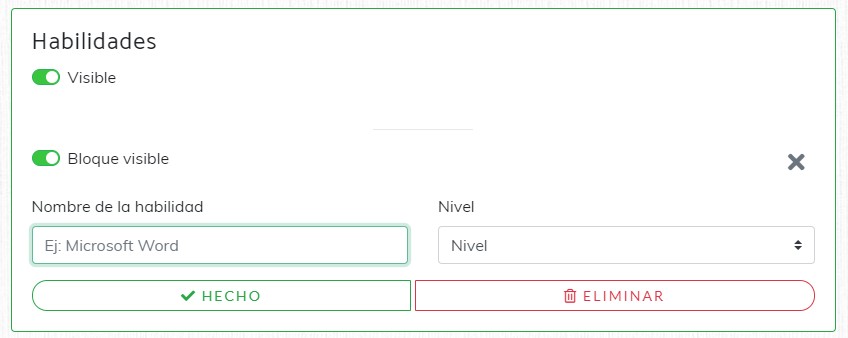 Habilidades
Visible
Bloque visible
Nombre de la habilidad
Nivel
Ej: Microsoft Word
Nivel
HECHO
ELIMINAR